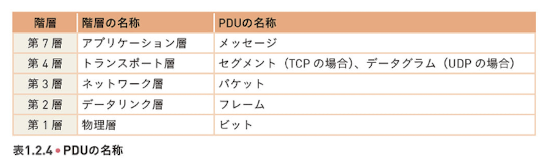 階層 階層の名称 PDUの名称
第7層 アプリケーション層 メッセージ
第4層 トランスポート層 セグメント（TCPの場合）、データグラム（UDPの場合）
第3層 ネットワーク層 パケット
第2層 データリンク層 フレーム
第1層 物理層 ビット
表1.2.4●PDUの名称